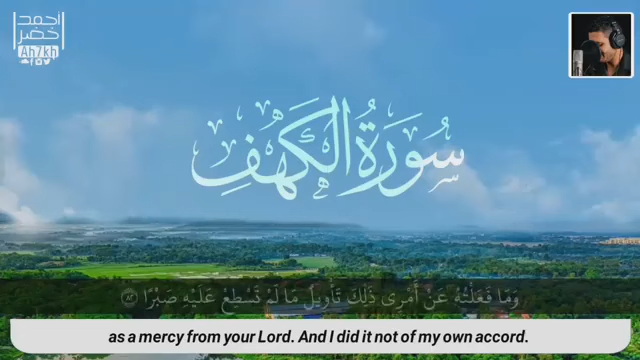 أحمد
خضر
Ah7kh
سُورَةُ الكَهْفِ
وَمَا فَعَلْتُهُ عَنْ أَمْرِي ذَلِكَ تَأْوِيلُ مَا لَمْ تَسْطِعْ عَلَيْهِ صَبْرًا
as a mercy from your Lord. And I did it not of my own accord.